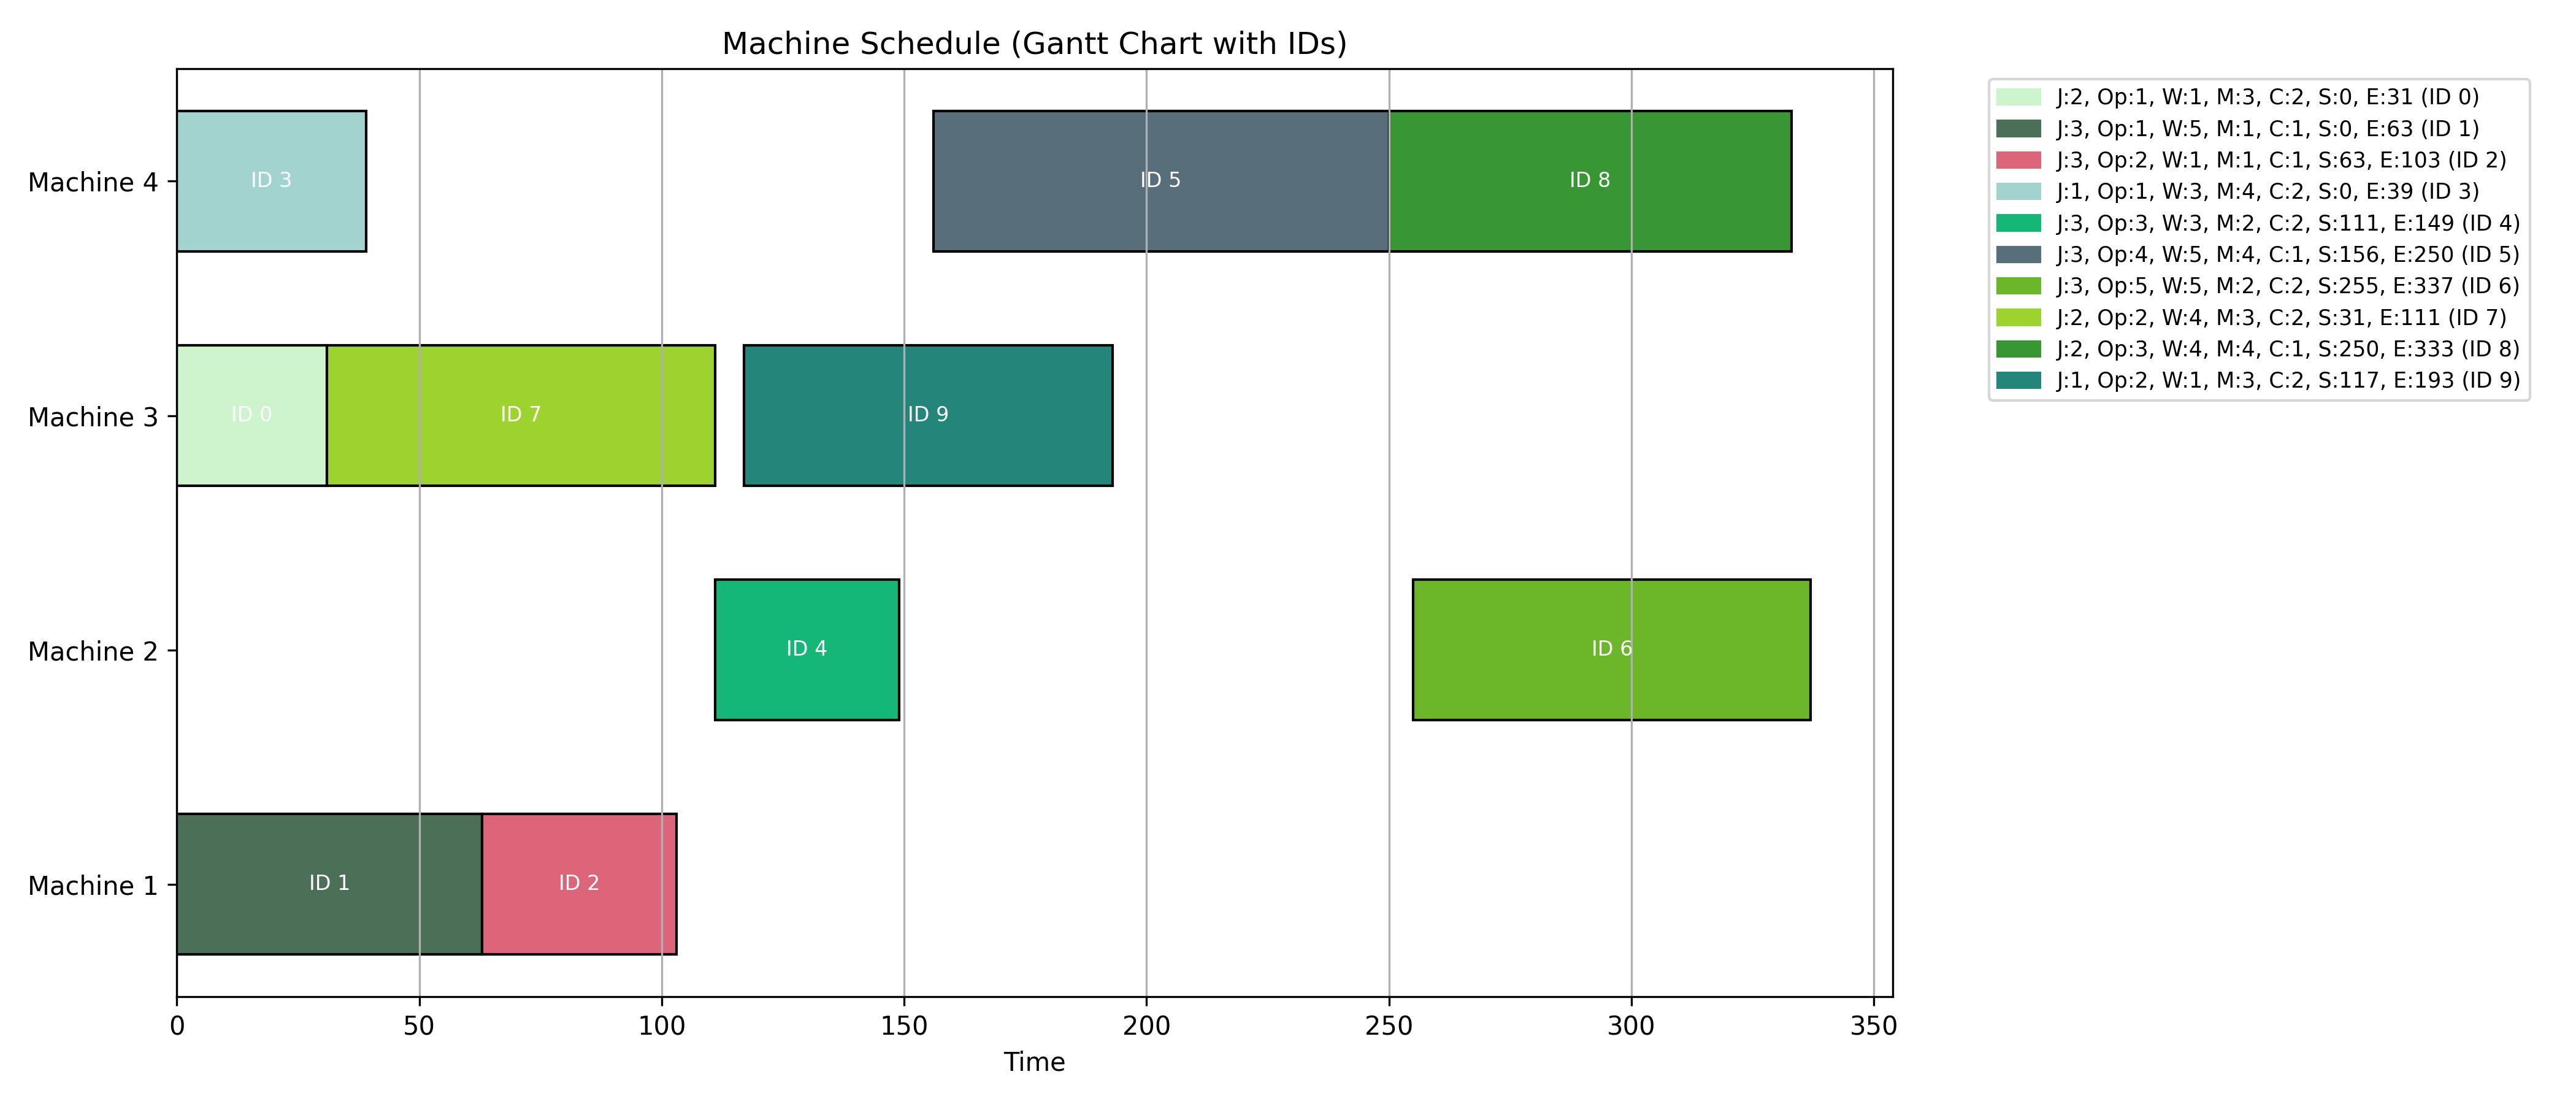 Machine Schedule (Gantt Chart with IDs)
J:2, Op:1, W:1, M:3, C:2, S:0, E:31 (ID 0)
J:3, Op:1, W:5, M:1, C:1, S:0, E:63 (ID 1)
J:3, Op:2, W:1, M:1, C:1, S:63, E:103 (ID 2)
J:1, Op:1, W:3, M:4, C:2, S:0, E:39 (ID 3)
J:3, Op:3, W:3, M:2, C:2, S:111, E:149 (ID 4)
J:3, Op:4, W:5, M:4, C:1, S:156, E:250 (ID 5)
J:3, Op:5, W:5, M:2, C:2, S:255, E:337 (ID 6)
J:2, Op:2, W:4, M:3, C:2, S:31, E:111 (ID 7)
J:2, Op:3, W:4, M:4, C:1, S:250, E:333 (ID 8)
J:1, Op:2, W:1, M:3, C:2, S:117, E:193 (ID 9)
Machine 4 ID 3 ID 5 ID 8
Machine 3 ID 0 ID 7 ID 9
Machine 2 ID 4 ID 6
Machine 1 ID 1 ID 2
0 50 100 150 200 250 300 350
Time